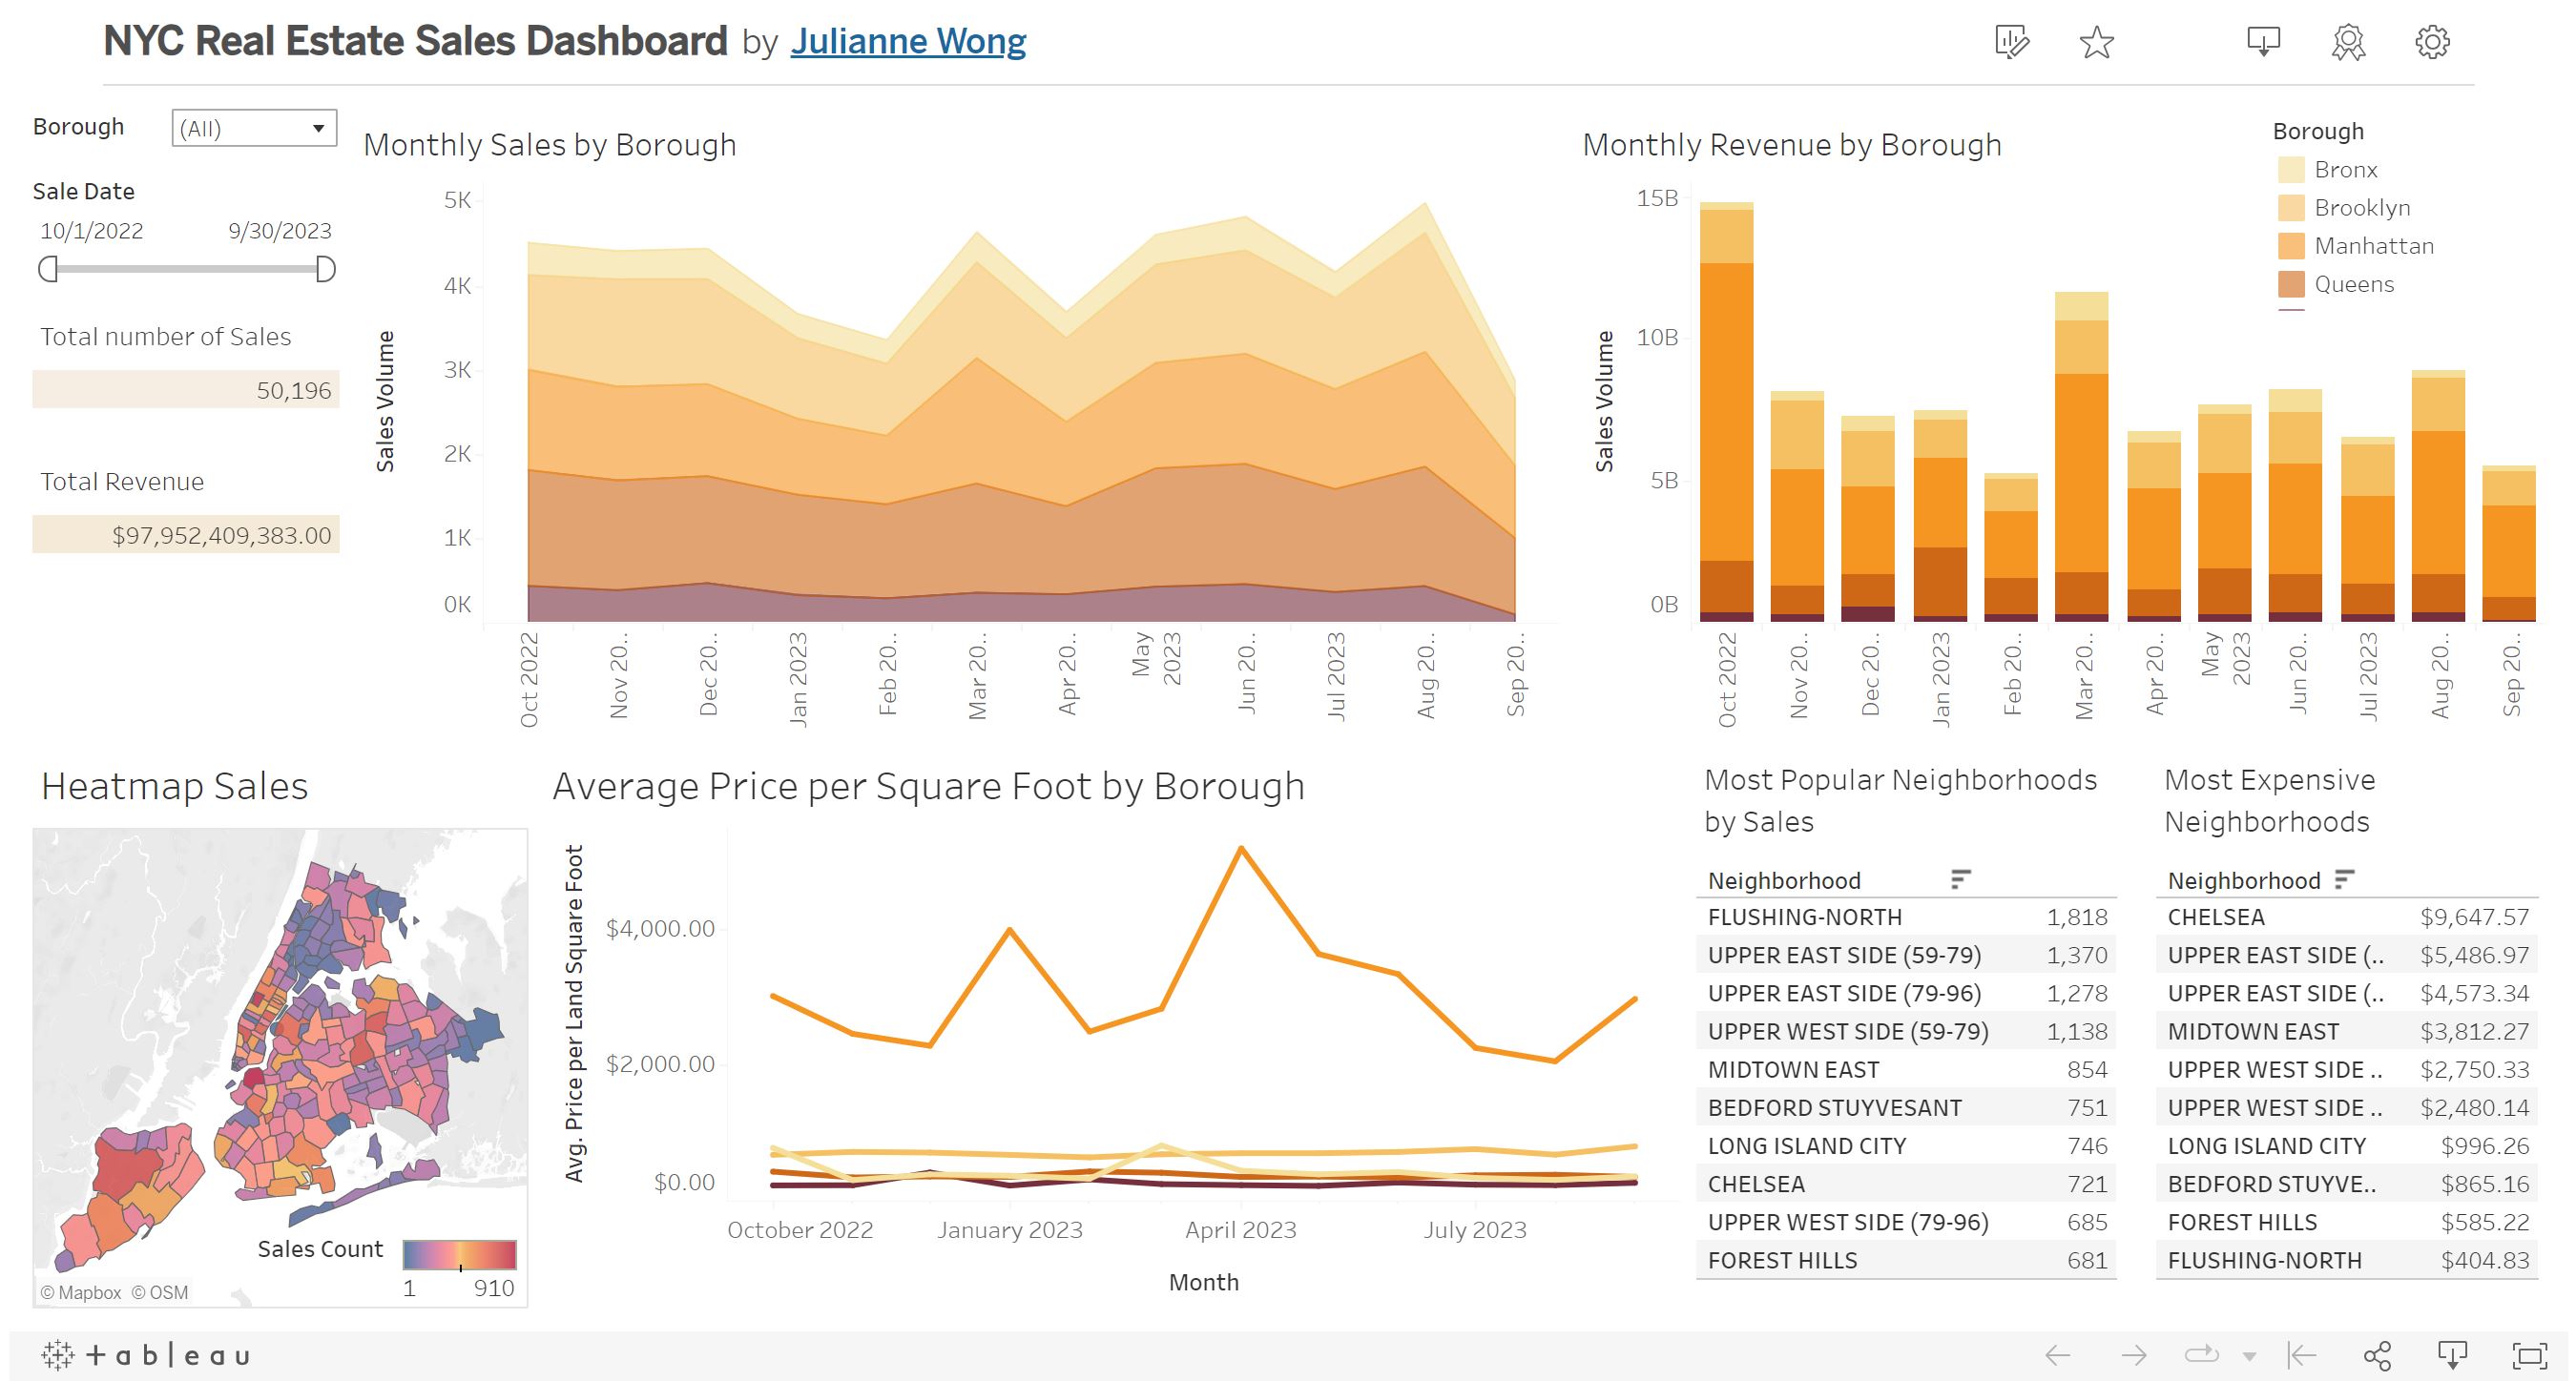 NYC Real Estate Sales Dashboard by Julianne Wong
Borough
(All)
Sale Date
10/1/2022 9/30/2023
Total number of Sales
50,196
Total Revenue
$97,952,409,383.00
Monthly Sales by Borough
Sales Volume
5K
4K
3K
2K
1K
0K
Oct 2022
Nov 20..
Dec 20..
Jan 2023
Feb 20..
Mar 20..
Apr 20..
May
2023
Jun 20..
Jul 2023
Aug 20..
Sep 20..
Monthly Revenue by Borough
Sales Volume
15B
10B
5B
0B
Oct 2022
Nov 20..
Dec 20..
Jan 2023
Feb 20..
Mar 20..
Apr 20..
May
2023
Jun 20..
Jul 2023
Aug 20..
Sep 20..
Borough
Bronx
Brooklyn
Manhattan
Queens
Heatmap Sales
Sales Count
1 910
© Mapbox © OSM
Average Price per Square Foot by Borough
Avg. Price per Land Square Foot
$4,000.00
$2,000.00
$0.00
October 2022 January 2023 April 2023 July 2023
Month
Most Popular Neighborhoods
by Sales
Neighborhood
FLUSHING-NORTH 1,818
UPPER EAST SIDE (59-79) 1,370
UPPER EAST SIDE (79-96) 1,278
UPPER WEST SIDE (59-79) 1,138
MIDTOWN EAST 854
BEDFORD STUYVESANT 751
LONG ISLAND CITY 746
CHELSEA 721
UPPER WEST SIDE (79-96) 685
FOREST HILLS 681
Most Expensive
Neighborhoods
Neighborhood
CHELSEA $9,647.57
UPPER EAST SIDE (.. $5,486.97
UPPER EAST SIDE (.. $4,573.34
MIDTOWN EAST $3,812.27
UPPER WEST SIDE .. $2,750.33
UPPER WEST SIDE .. $2,480.14
LONG ISLAND CITY $996.26
BEDFORD STUYVE.. $865.16
FOREST HILLS $585.22
FLUSHING-NORTH $404.83
+ableau